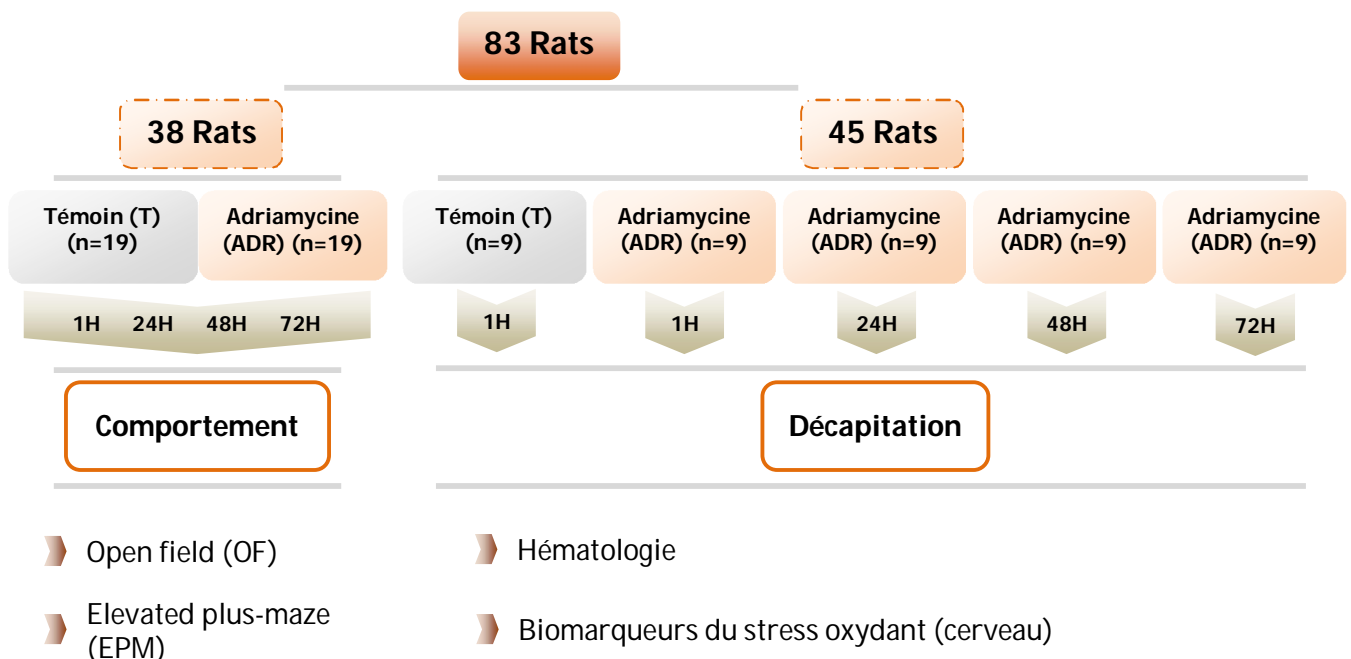 83 Rats
38 Rats
45 Rats
Témoin (T)
(n=19)
Adriamycine
(ADR) (n=19)
Témoin (T)
(n=9)
Adriamycine
(ADR) (n=9)
Adriamycine
(ADR) (n=9)
Adriamycine
(ADR) (n=9)
Adriamycine
(ADR) (n=9)
1H 24H 48H 72H
1H
1H
24H
48H
72H
Comportement
Décapitation
Open field (OF)
Elevated plus-maze
(EPM)
Hématologie
Biomarqueurs du stress oxydant (cerveau)